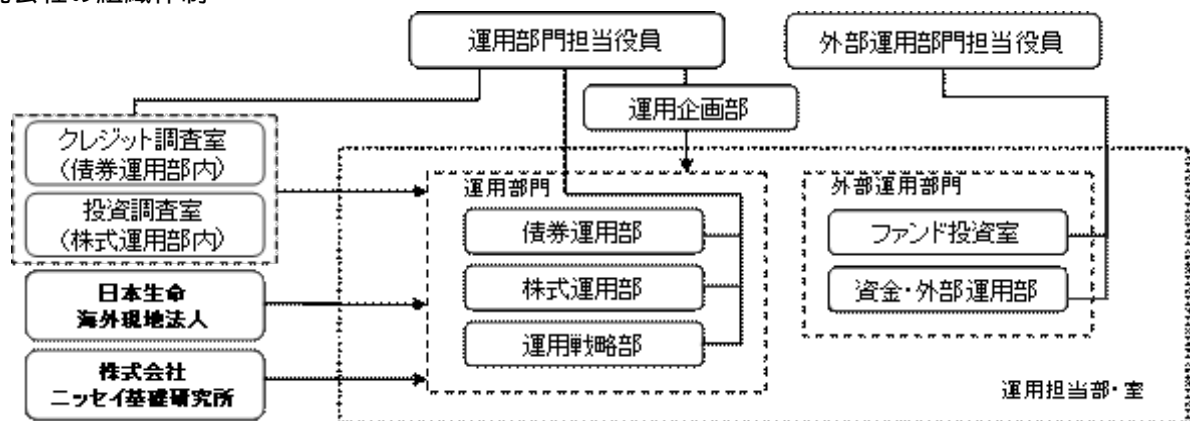 運用部門担当役員
外部運用部門担当役員
運用企画部
クレジット調査室
(債券運用部内)
投資調査室
(株式運用部内)
運用部門
債券運用部
株式運用部
運用戦略部
外部運用部門
ファンド投資室
資金・外部運用部
日本生命
海外現地法人
株式会社
ニッセイ基礎研究所
運用担当部・室